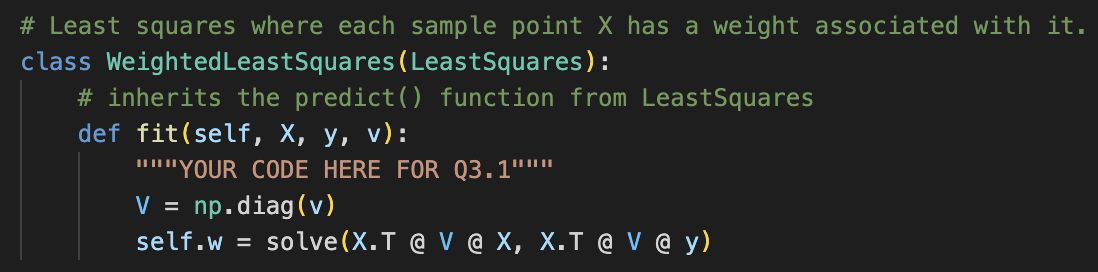 # Least squares where each sample point X has a weight associated with it.
class WeightedLeastSquares(LeastSquares):
    # inherits the predict() function from LeastSquares
    def fit(self, X, y, v):
        """YOUR CODE HERE FOR Q3.1"""
        V = np.diag(v)
        self.w = solve(X.T @ V @ X, X.T @ V @ y)